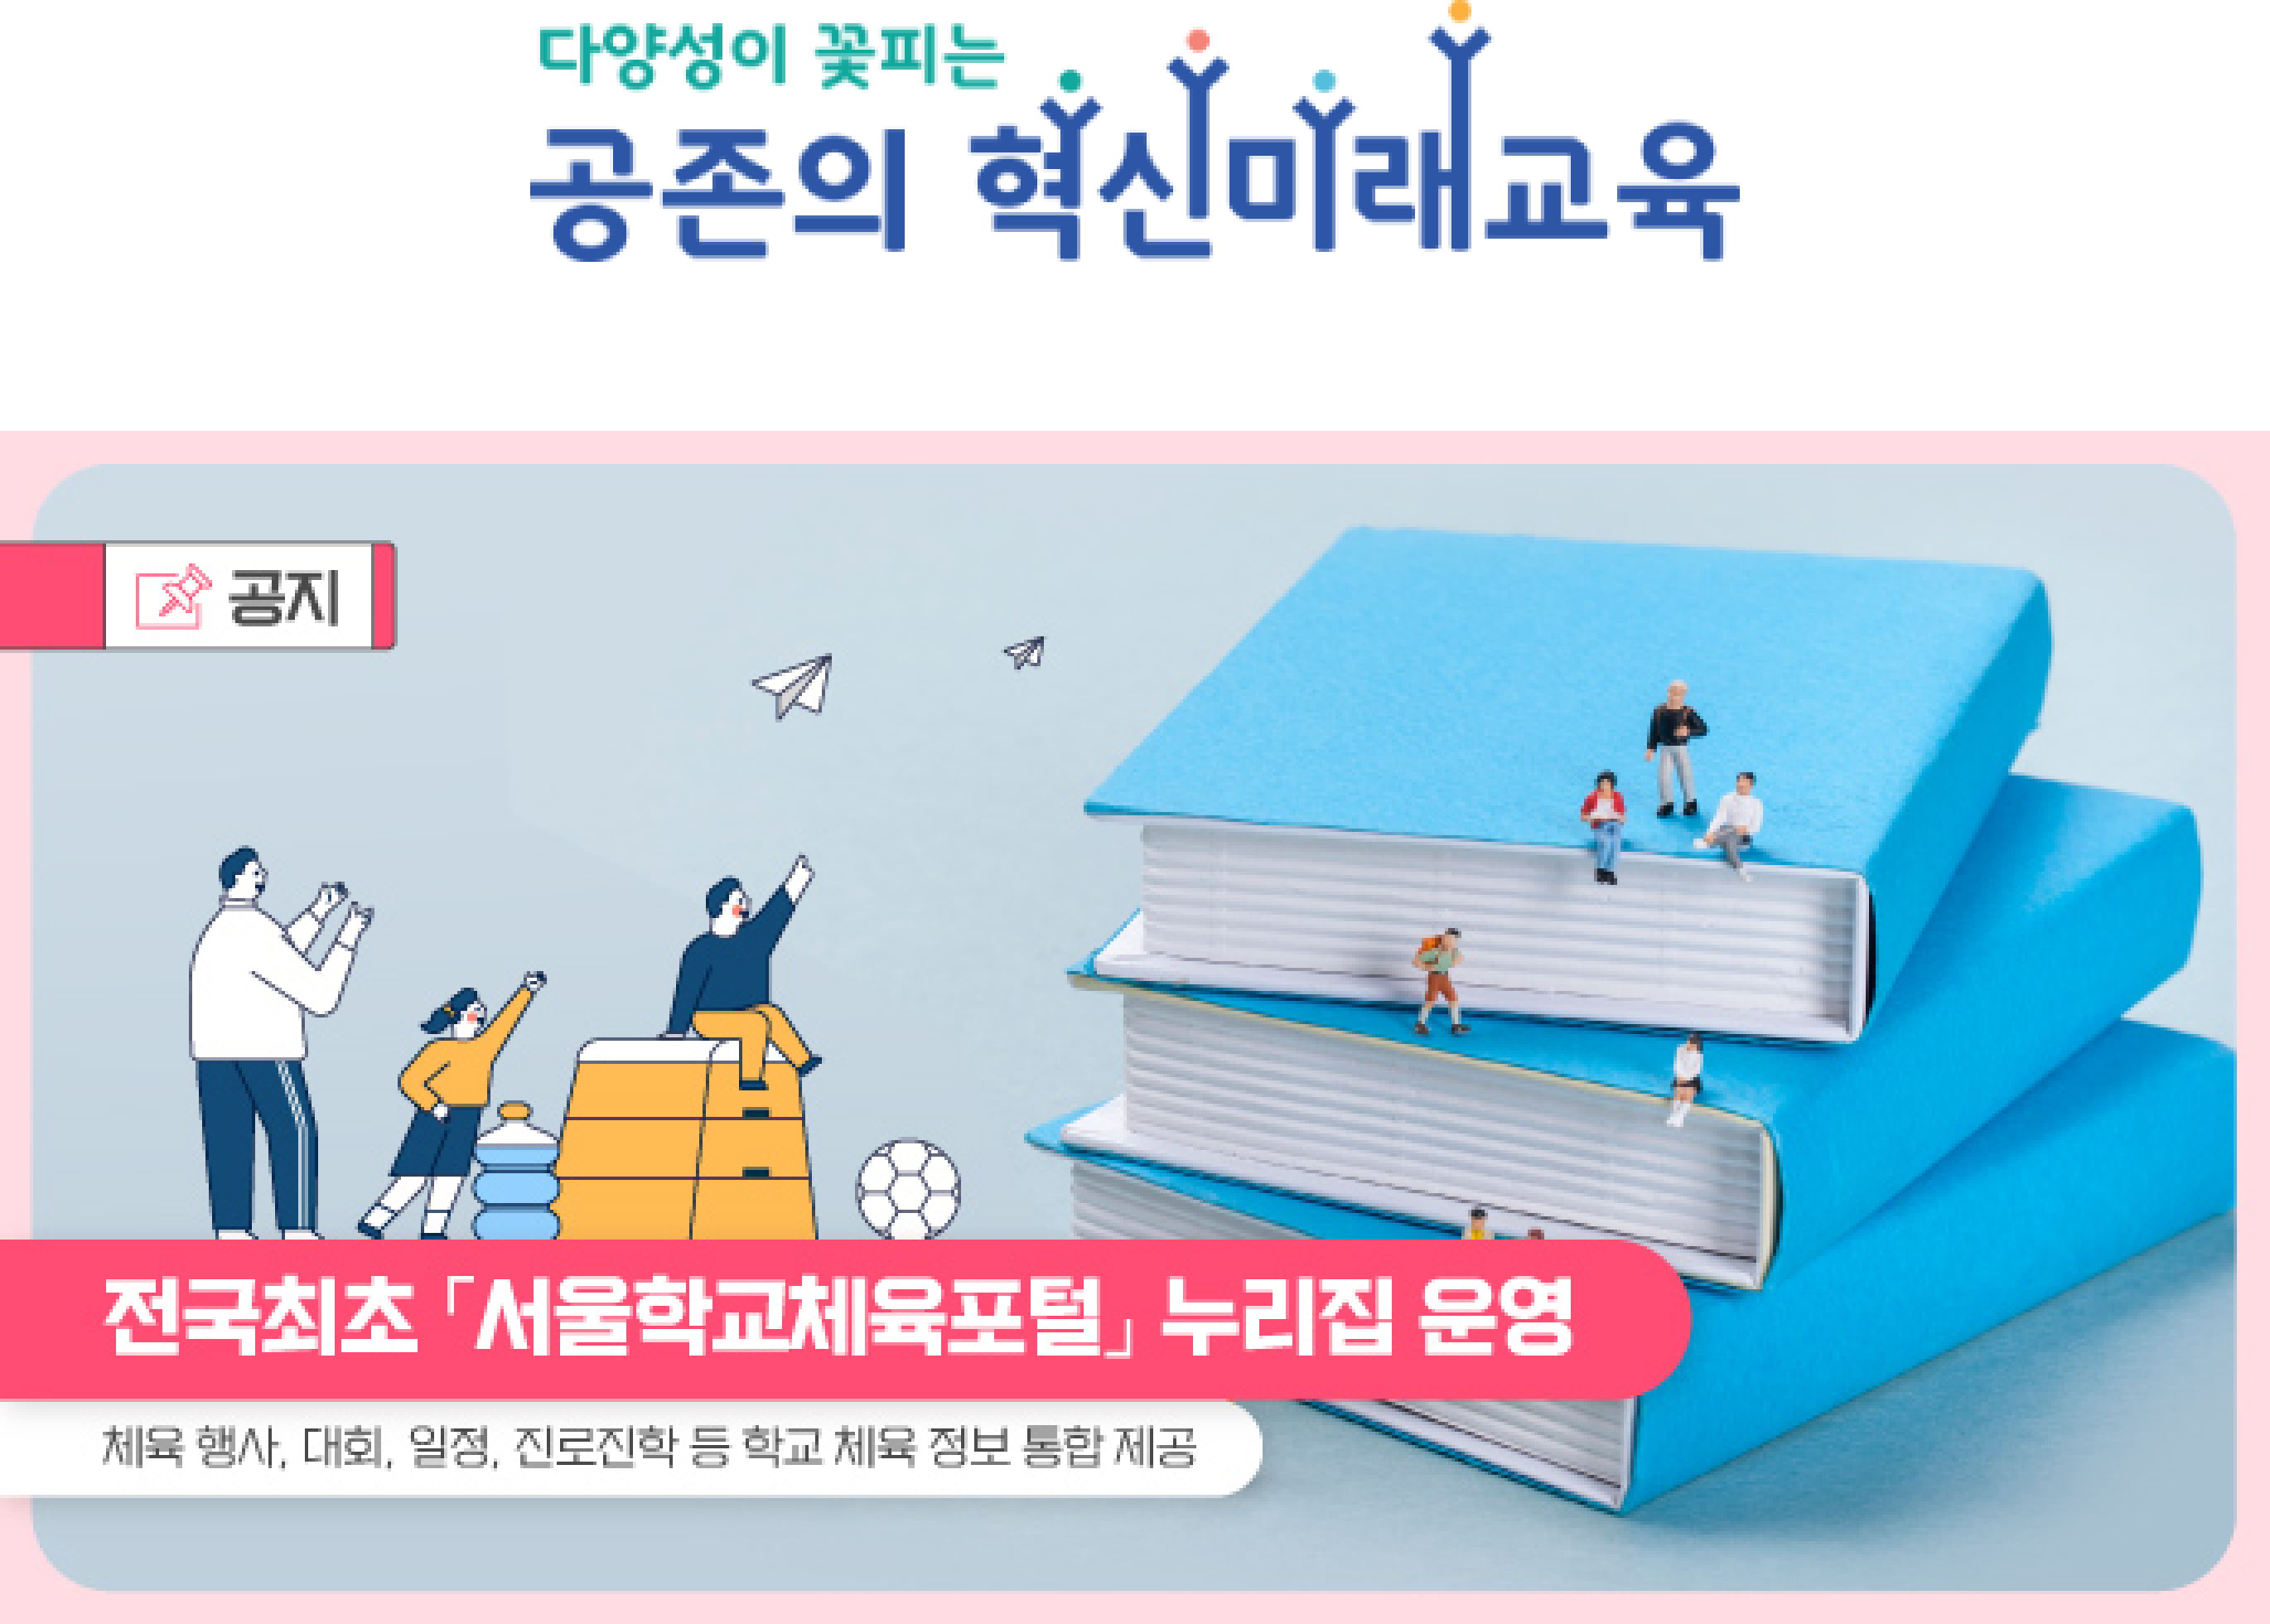 다양성이 꽃피는
공존의 혁신미래교육
공지
전국최초 「서울학교체육포털」 누리집 운영
체육 행사, 대회, 일정, 진로진학 등 학교 체육 정보 통합 제공